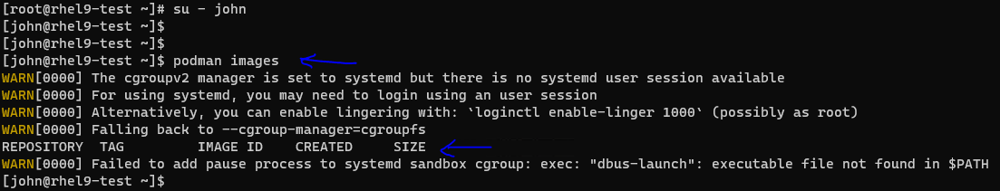 [root@rhel9-test ~]# su - john
[john@rhel9-test ~]$
[john@rhel9-test ~]$
[john@rhel9-test ~]$ podman images
WARN[0000] The cgroupv2 manager is set to systemd but there is no systemd user session available
WARN[0000] For using systemd, you may need to login using an user session
WARN[0000] Alternatively, you can enable lingering with: `loginctl enable-linger 1000` (possibly as root)
WARN[0000] Falling back to --cgroup-manager=cgroupfs
REPOSITORY  TAG         IMAGE ID    CREATED     SIZE
WARN[0000] Failed to add pause process to systemd sandbox cgroup: exec: "dbus-launch": executable file not found in $PATH
[john@rhel9-test ~]$